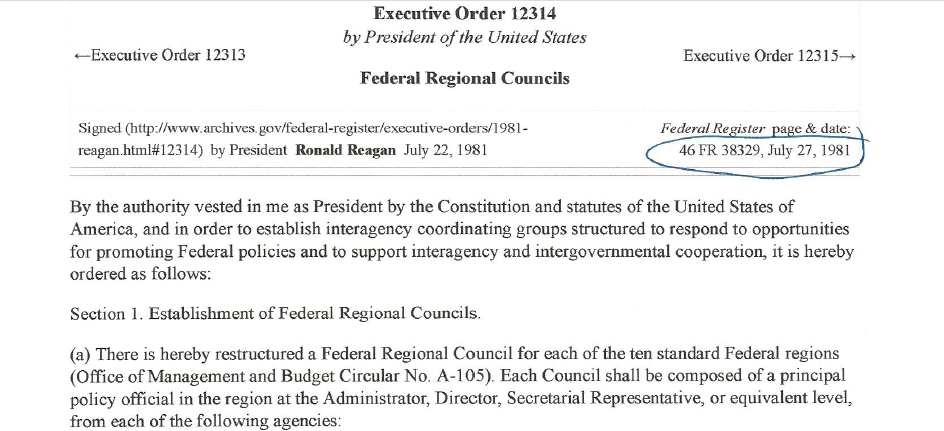 Executive Order 12314
by President of the United States
←Executive Order 12313
Executive Order 12315→
Federal Regional Councils
Signed (http://www.archives.gov/federal-register/executive-orders/1981-
reagan.html#12314) by President Ronald Reagan July 22, 1981
Federal Register page & date:
46 FR 38329, July 27, 1981
By the authority vested in me as President by the Constitution and statutes of the United States of
America, and in order to establish interagency coordinating groups structured to respond to opportunities
for promoting Federal policies and to support interagency and intergovernmental cooperation, it is hereby
ordered as follows:
Section 1. Establishment of Federal Regional Councils.
(a) There is hereby restructured a Federal Regional Council for each of the ten standard Federal regions
(Office of Management and Budget Circular No. A-105). Each Council shall be composed of a principal
policy official in the region at the Administrator, Director, Secretarial Representative, or equivalent level,
from each of the following agencies: